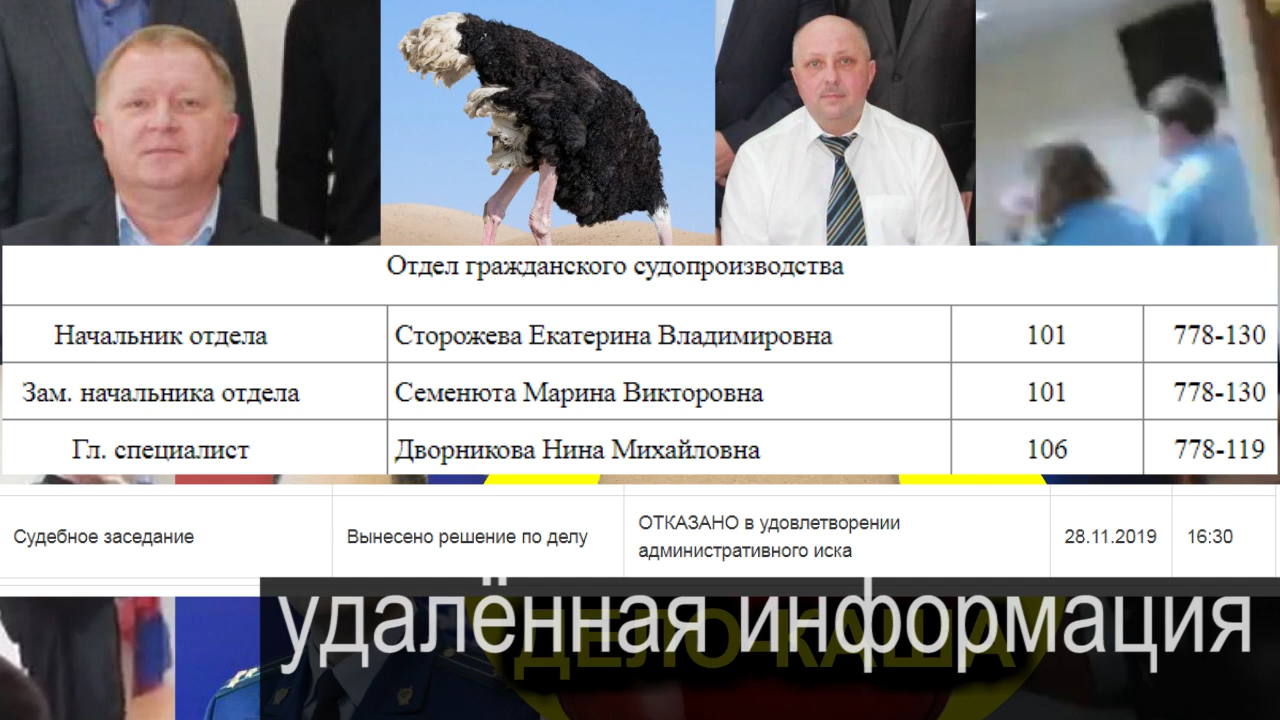 Отдел гражданского судопроизводства
Начальник отдела Сторожева Екатерина Владимировна 101 778-130
Зам. начальника отдела Семенюта Марина Викторовна 101 778-130
Гл. специалист Дворникова Нина Михайловна 106 778-119
Судебное заседание Вынесено решение по делу ОТКАЗАНО в удовлетворении административного иска 28.11.2019 16:30
удалённая информация
ДЕЛО-КАША